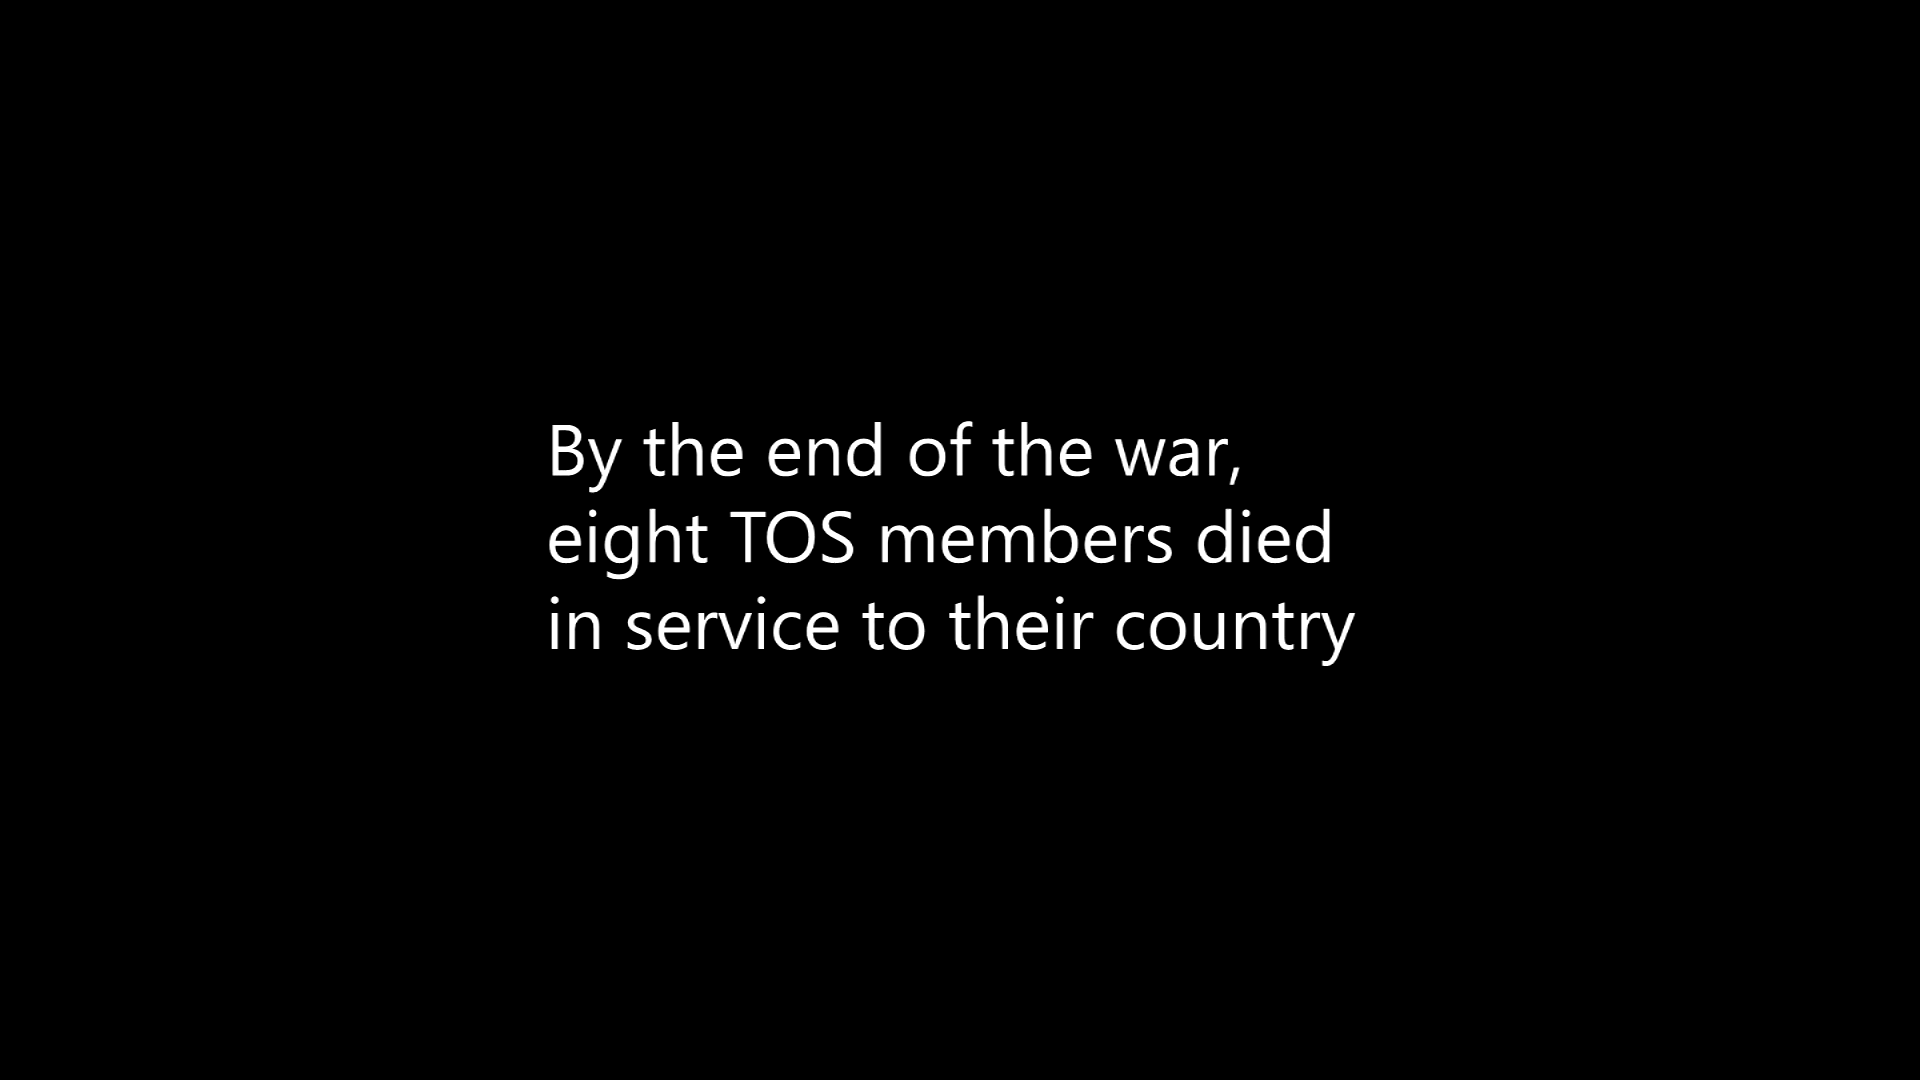 By the end of the war,
eight TOS members died
in service to their country